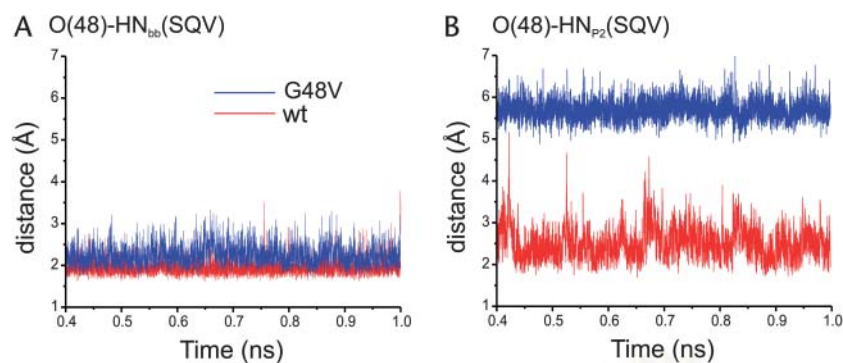 A O(48)-HNbb(SQV)
7
6
5
4
3
2
1
distance (Å)
G48V
wt
0.4 0.5 0.6 0.7 0.8 0.9 1.0
Time (ns)
B O(48)-HNP2(SQV)
7
6
5
4
3
2
1
distance (Å)
0.4 0.5 0.6 0.7 0.8 0.9 1.0
Time (ns)